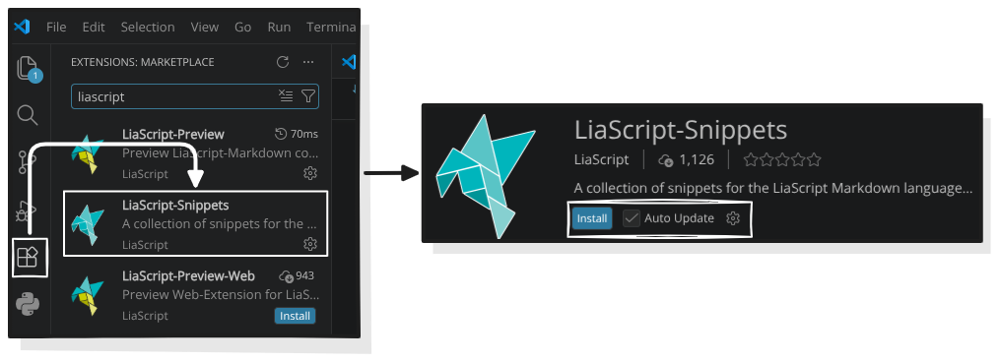 File Edit Selection View Go Run Termina
EXTENSIONS: MARKETPLACE
1
liascript
LiaScript-Preview 70ms
Preview LiaScript-Markdown co...
LiaScript
LiaScript-Snippets
A collection of snippets for the ...
LiaScript
LiaScript-Preview-Web 943
Preview Web-Extension for LiaS...
LiaScript Install
LiaScript-Snippets
LiaScript 1,126
A collection of snippets for the LiaScript Markdown language...
Install Auto Update